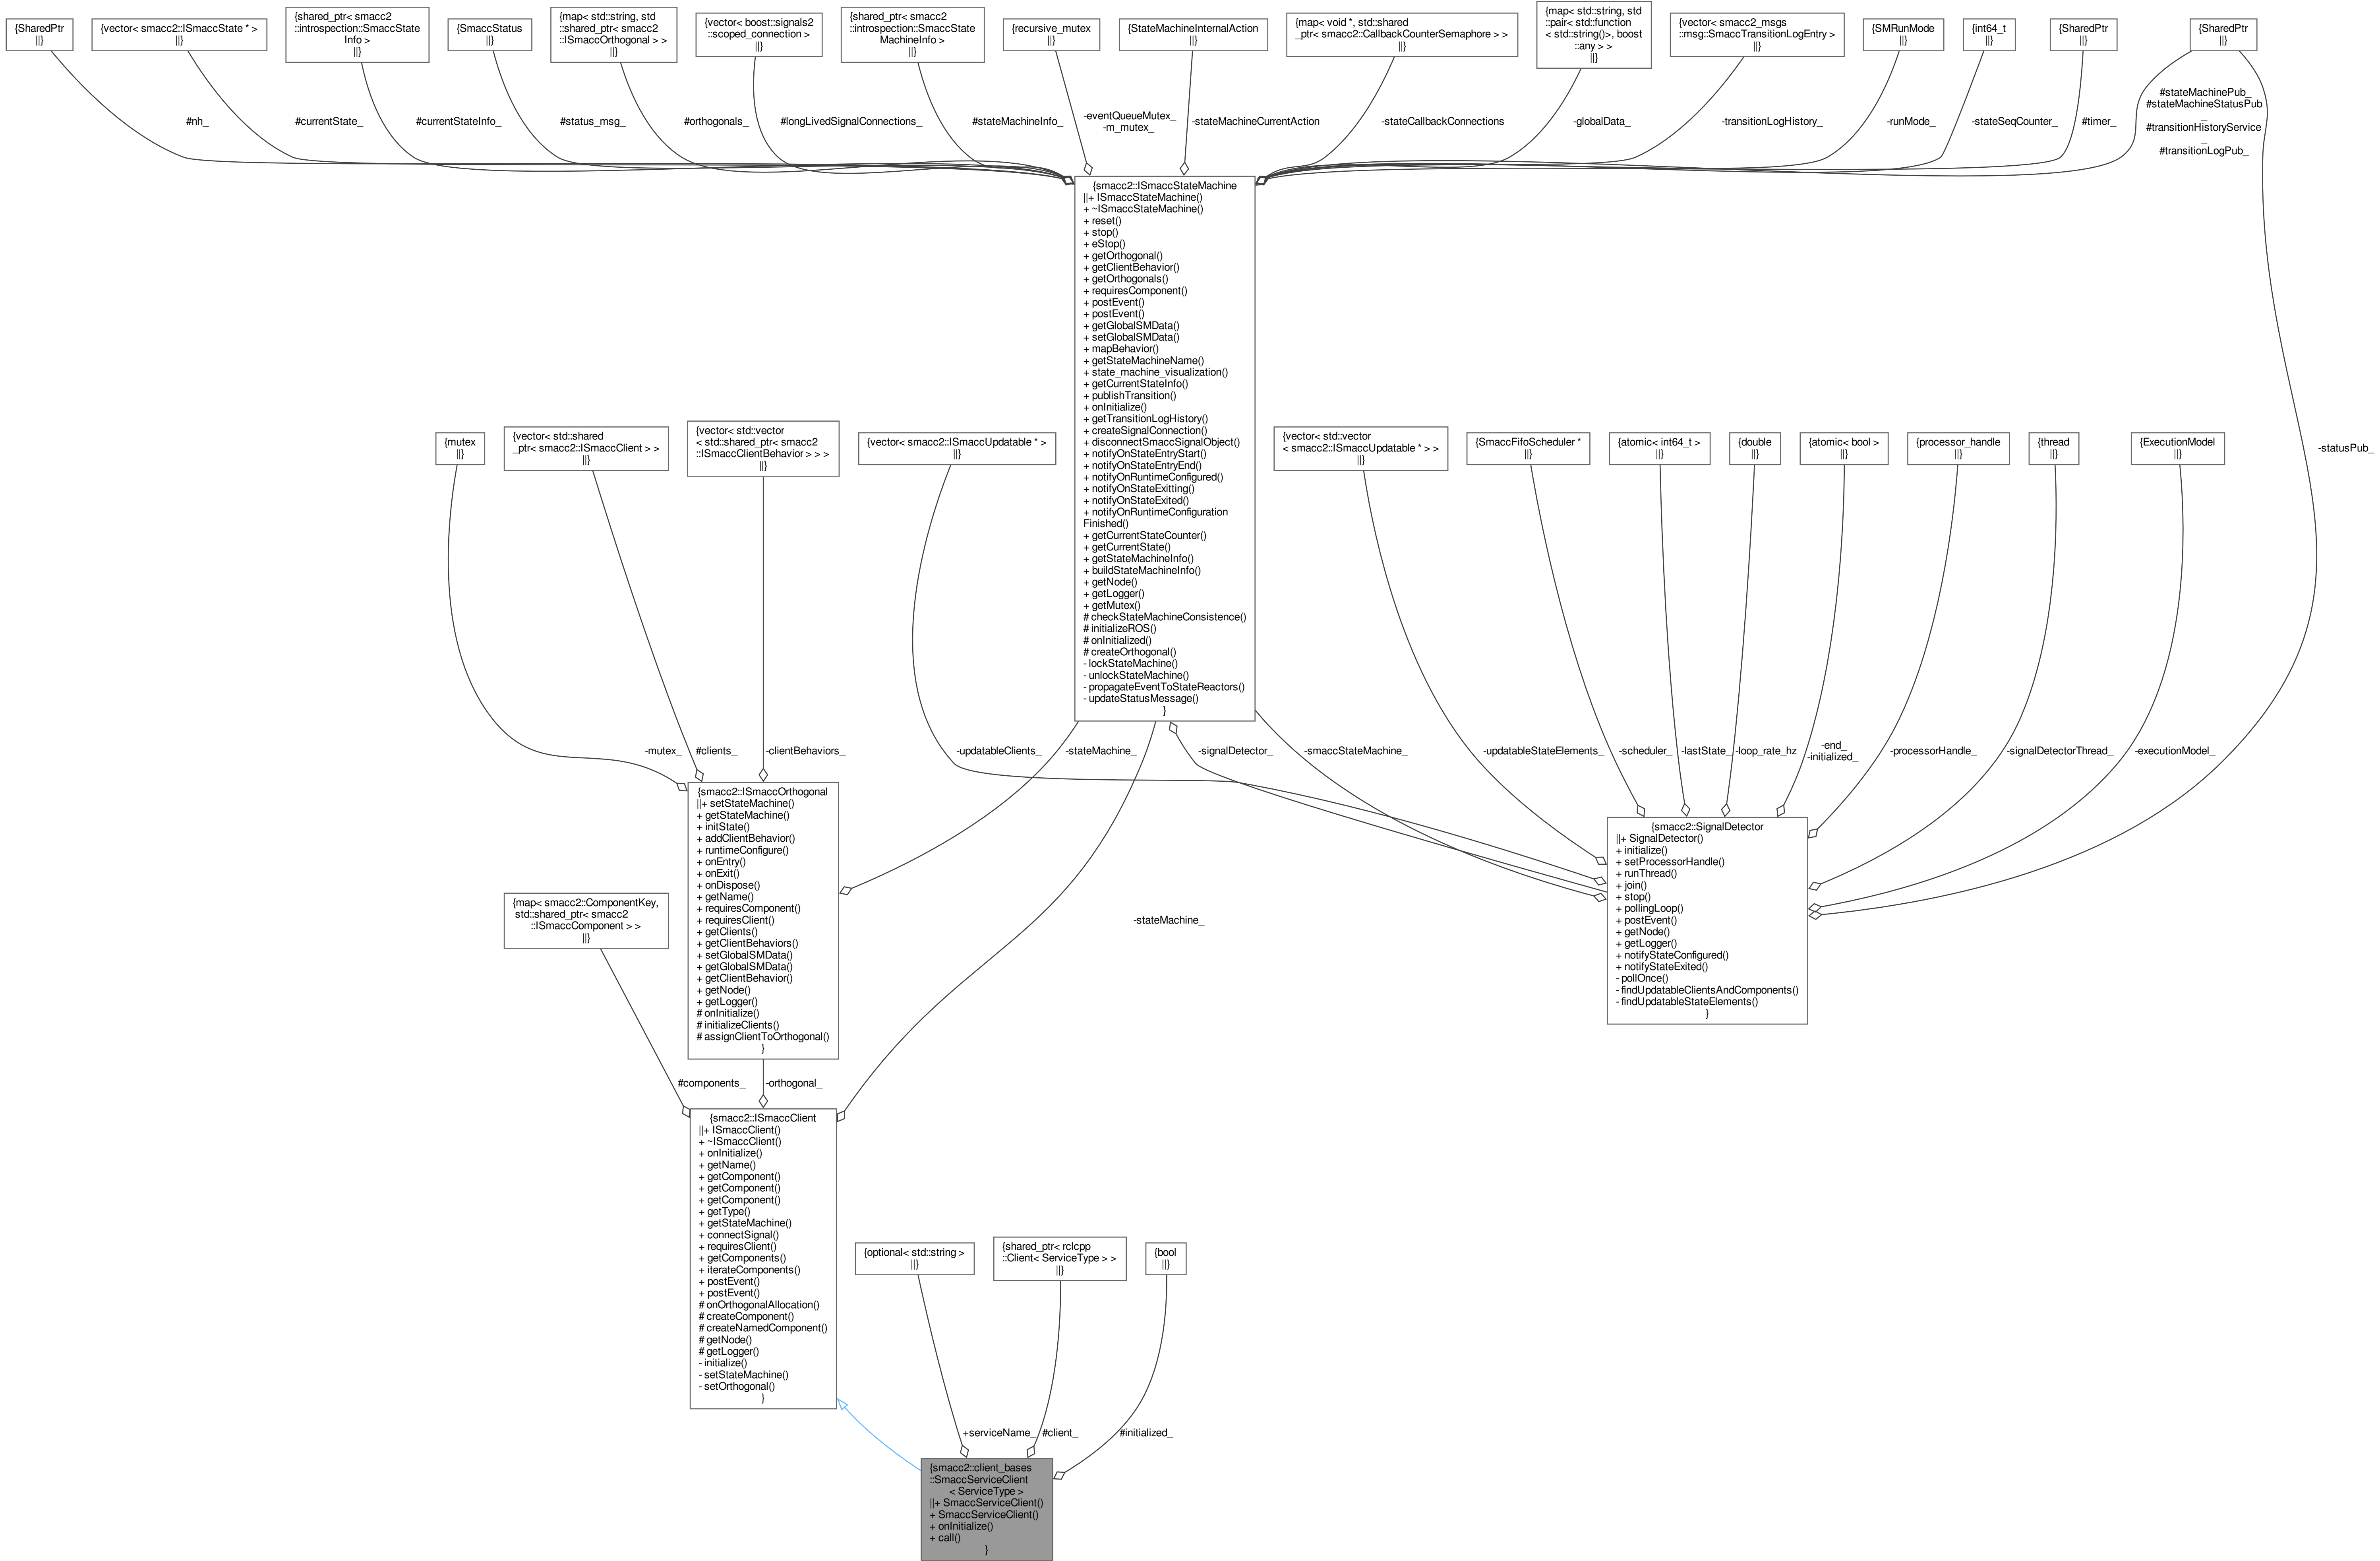 {SharedPtr
||}
{vector< smacc2::ISmaccState * >
||}
{shared_ptr< smacc2
::introspection::SmaccState
Info >
||}
{SmaccStatus
||}
{map< std::string, std
::shared_ptr< smacc2
::ISmaccOrthogonal > >
||}
{vector< boost::signals2
::scoped_connection >
||}
{shared_ptr< smacc2
::introspection::SmaccState
MachineInfo >
||}
{recursive_mutex
||}
{StateMachineInternalAction
||}
{map< void *, std::shared
_ptr< smacc2::CallbackCounterSemaphore > >
||}
{map< std::string, std
::pair< std::function
< std::string()>, boost
::any > >
||}
{vector< smacc2_msgs
::msg::SmaccTransitionLogEntry >
||}
{SMRunMode
||}
{int64_t
||}
{SharedPtr
||}
{SharedPtr
||}
#nh_
#currentState_
#currentStateInfo_
#status_msg_
#orthogonals_
#longLivedSignalConnections_
#stateMachineInfo_
-eventQueueMutex_
-m_mutex_
-stateMachineCurrentAction
-stateCallbackConnections
-globalData_
-transitionLogHistory_
-runMode_
-stateSeqCounter_
#timer_
#stateMachinePub_
#stateMachineStatusPub
_
#transitionHistoryService
_
#transitionLogPub_
{smacc2::ISmaccStateMachine
||+ ISmaccStateMachine()
+ ~ISmaccStateMachine()
+ reset()
+ stop()
+ eStop()
+ getOrthogonal()
+ getClientBehavior()
+ getOrthogonals()
+ requiresComponent()
+ postEvent()
+ postEvent()
+ getGlobalSMData()
+ setGlobalSMData()
+ mapBehavior()
+ getStateMachineName()
+ state_machine_visualization()
+ getCurrentStateInfo()
+ publishTransition()
+ onInitialize()
+ getTransitionLogHistory()
+ createSignalConnection()
+ disconnectSmaccSignalObject()
+ notifyOnStateEntryStart()
+ notifyOnStateEntryEnd()
+ notifyOnRuntimeConfigured()
+ notifyOnStateExitting()
+ notifyOnStateExited()
+ notifyOnRuntimeConfiguration
Finished()
+ getCurrentStateCounter()
+ getCurrentState()
+ getStateMachineInfo()
+ buildStateMachineInfo()
+ getNode()
+ getLogger()
+ getMutex()
# checkStateMachineConsistence()
# initializeROS()
# onInitialized()
# createOrthogonal()
- lockStateMachine()
- unlockStateMachine()
- propagateEventToStateReactors()
- updateStatusMessage()
}
{mutex
||}
{vector< std::shared
_ptr< smacc2::ISmaccClient > >
||}
{vector< std::vector
< std::shared_ptr< smacc2
::ISmaccClientBehavior > > >
||}
{vector< smacc2::ISmaccUpdatable * >
||}
{vector< std::vector
< smacc2::ISmaccUpdatable * > >
||}
{SmaccFifoScheduler *
||}
{atomic< int64_t >
||}
{double
||}
{atomic< bool >
||}
{processor_handle
||}
{thread
||}
{ExecutionModel
||}
-statusPub_
-mutex_
#clients_
-clientBehaviors_
-updatableClients_
-stateMachine_
-signalDetector_
-smaccStateMachine_
-updatableStateElements_
-scheduler_
-lastState_
-loop_rate_hz
-end_
-initialized_
-processorHandle_
-signalDetectorThread_
-executionModel_
{smacc2::ISmaccOrthogonal
||+ setStateMachine()
+ getStateMachine()
+ initState()
+ addClientBehavior()
+ runtimeConfigure()
+ onEntry()
+ onExit()
+ onDispose()
+ getName()
+ requiresComponent()
+ requiresClient()
+ getClients()
+ getClientBehaviors()
+ setGlobalSMData()
+ getGlobalSMData()
+ getClientBehavior()
+ getNode()
+ getLogger()
# onInitialize()
# initializeClients()
# assignClientToOrthogonal()
}
{smacc2::SignalDetector
||+ SignalDetector()
+ initialize()
+ setProcessorHandle()
+ runThread()
+ join()
+ stop()
+ pollingLoop()
+ postEvent()
+ getNode()
+ getLogger()
+ notifyStateConfigured()
+ notifyStateExited()
- pollOnce()
- findUpdatableClientsAndComponents()
- findUpdatableStateElements()
}
{map< smacc2::ComponentKey,
std::shared_ptr< smacc2
::ISmaccComponent > >
||}
-stateMachine_
#components_
-orthogonal_
{smacc2::ISmaccClient
||+ ISmaccClient()
+ ~ISmaccClient()
+ onInitialize()
+ getName()
+ getComponent()
+ getComponent()
+ getComponent()
+ getType()
+ getStateMachine()
+ connectSignal()
+ requiresClient()
+ getComponents()
+ iterateComponents()
+ postEvent()
+ postEvent()
# onOrthogonalAllocation()
# createComponent()
# createNamedComponent()
# getNode()
# getLogger()
- initialize()
- setStateMachine()
- setOrthogonal()
}
{optional< std::string >
||}
{shared_ptr< rclcpp
::Client< ServiceType > >
||}
{bool
||}
+serviceName_
#client_
#initialized_
{smacc2::client_bases
::SmaccServiceClient
< ServiceType >
||+ SmaccServiceClient()
+ SmaccServiceClient()
+ onInitialize()
+ call()
}